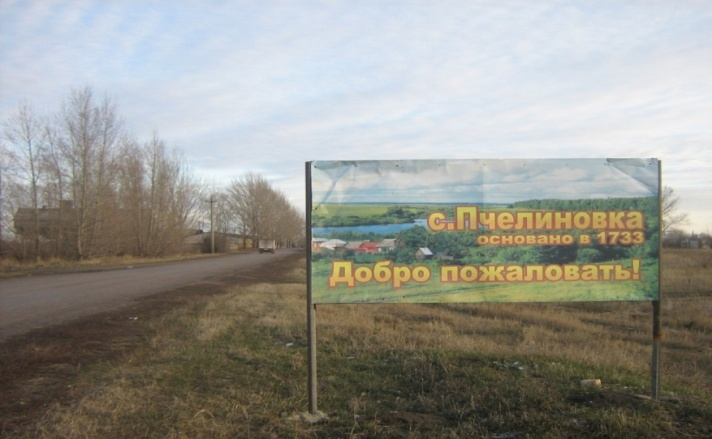 с.Пчелиновка
основано в 1733
Добро пожаловать!